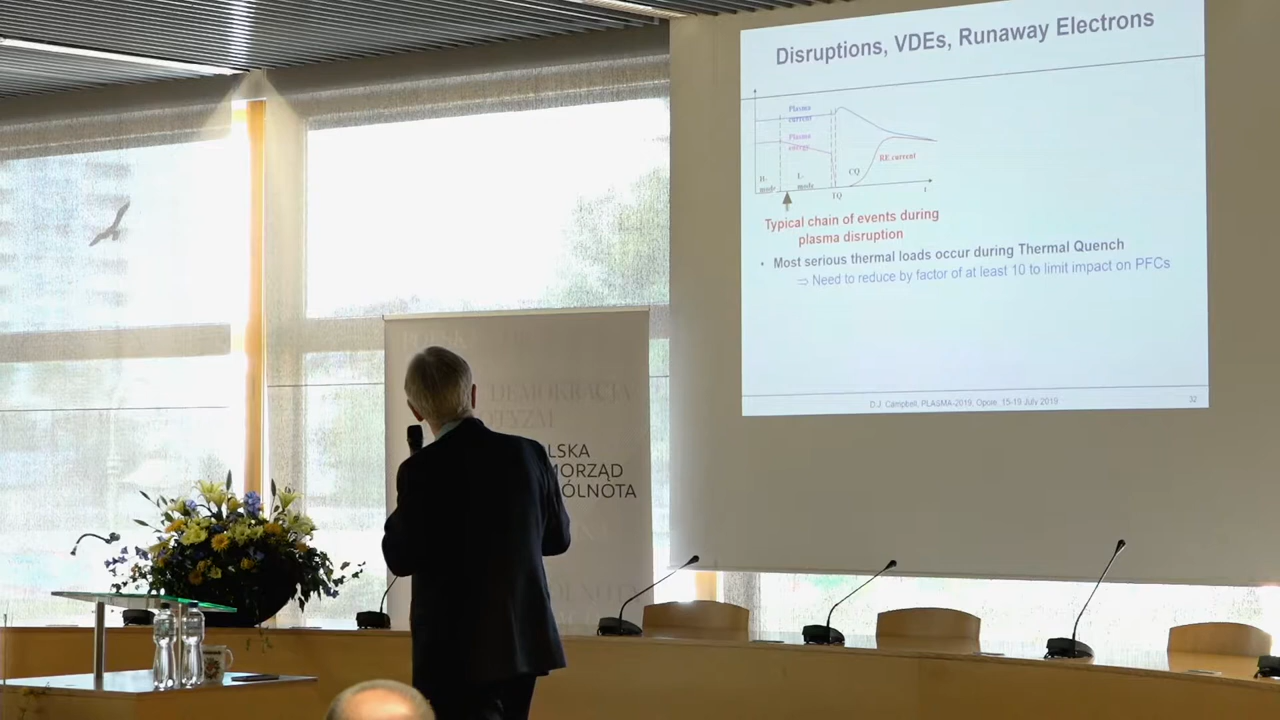 Disruptions, VDEs, Runaway Electrons
Plasma
current
Plasma
energy
RE current
CQ
H-
mode
L-
mode
TQ
t
Typical chain of events during
plasma disruption
• Most serious thermal loads occur during Thermal Quench
⇒ Need to reduce by factor of at least 10 to limit impact on PFCs
D.J. Campbell, PLASMA-2019, Opole, 15-19 July 2019
32
DEMOKRACJA
TYZM
LSKA
MORZĄD
ÓLNOTA